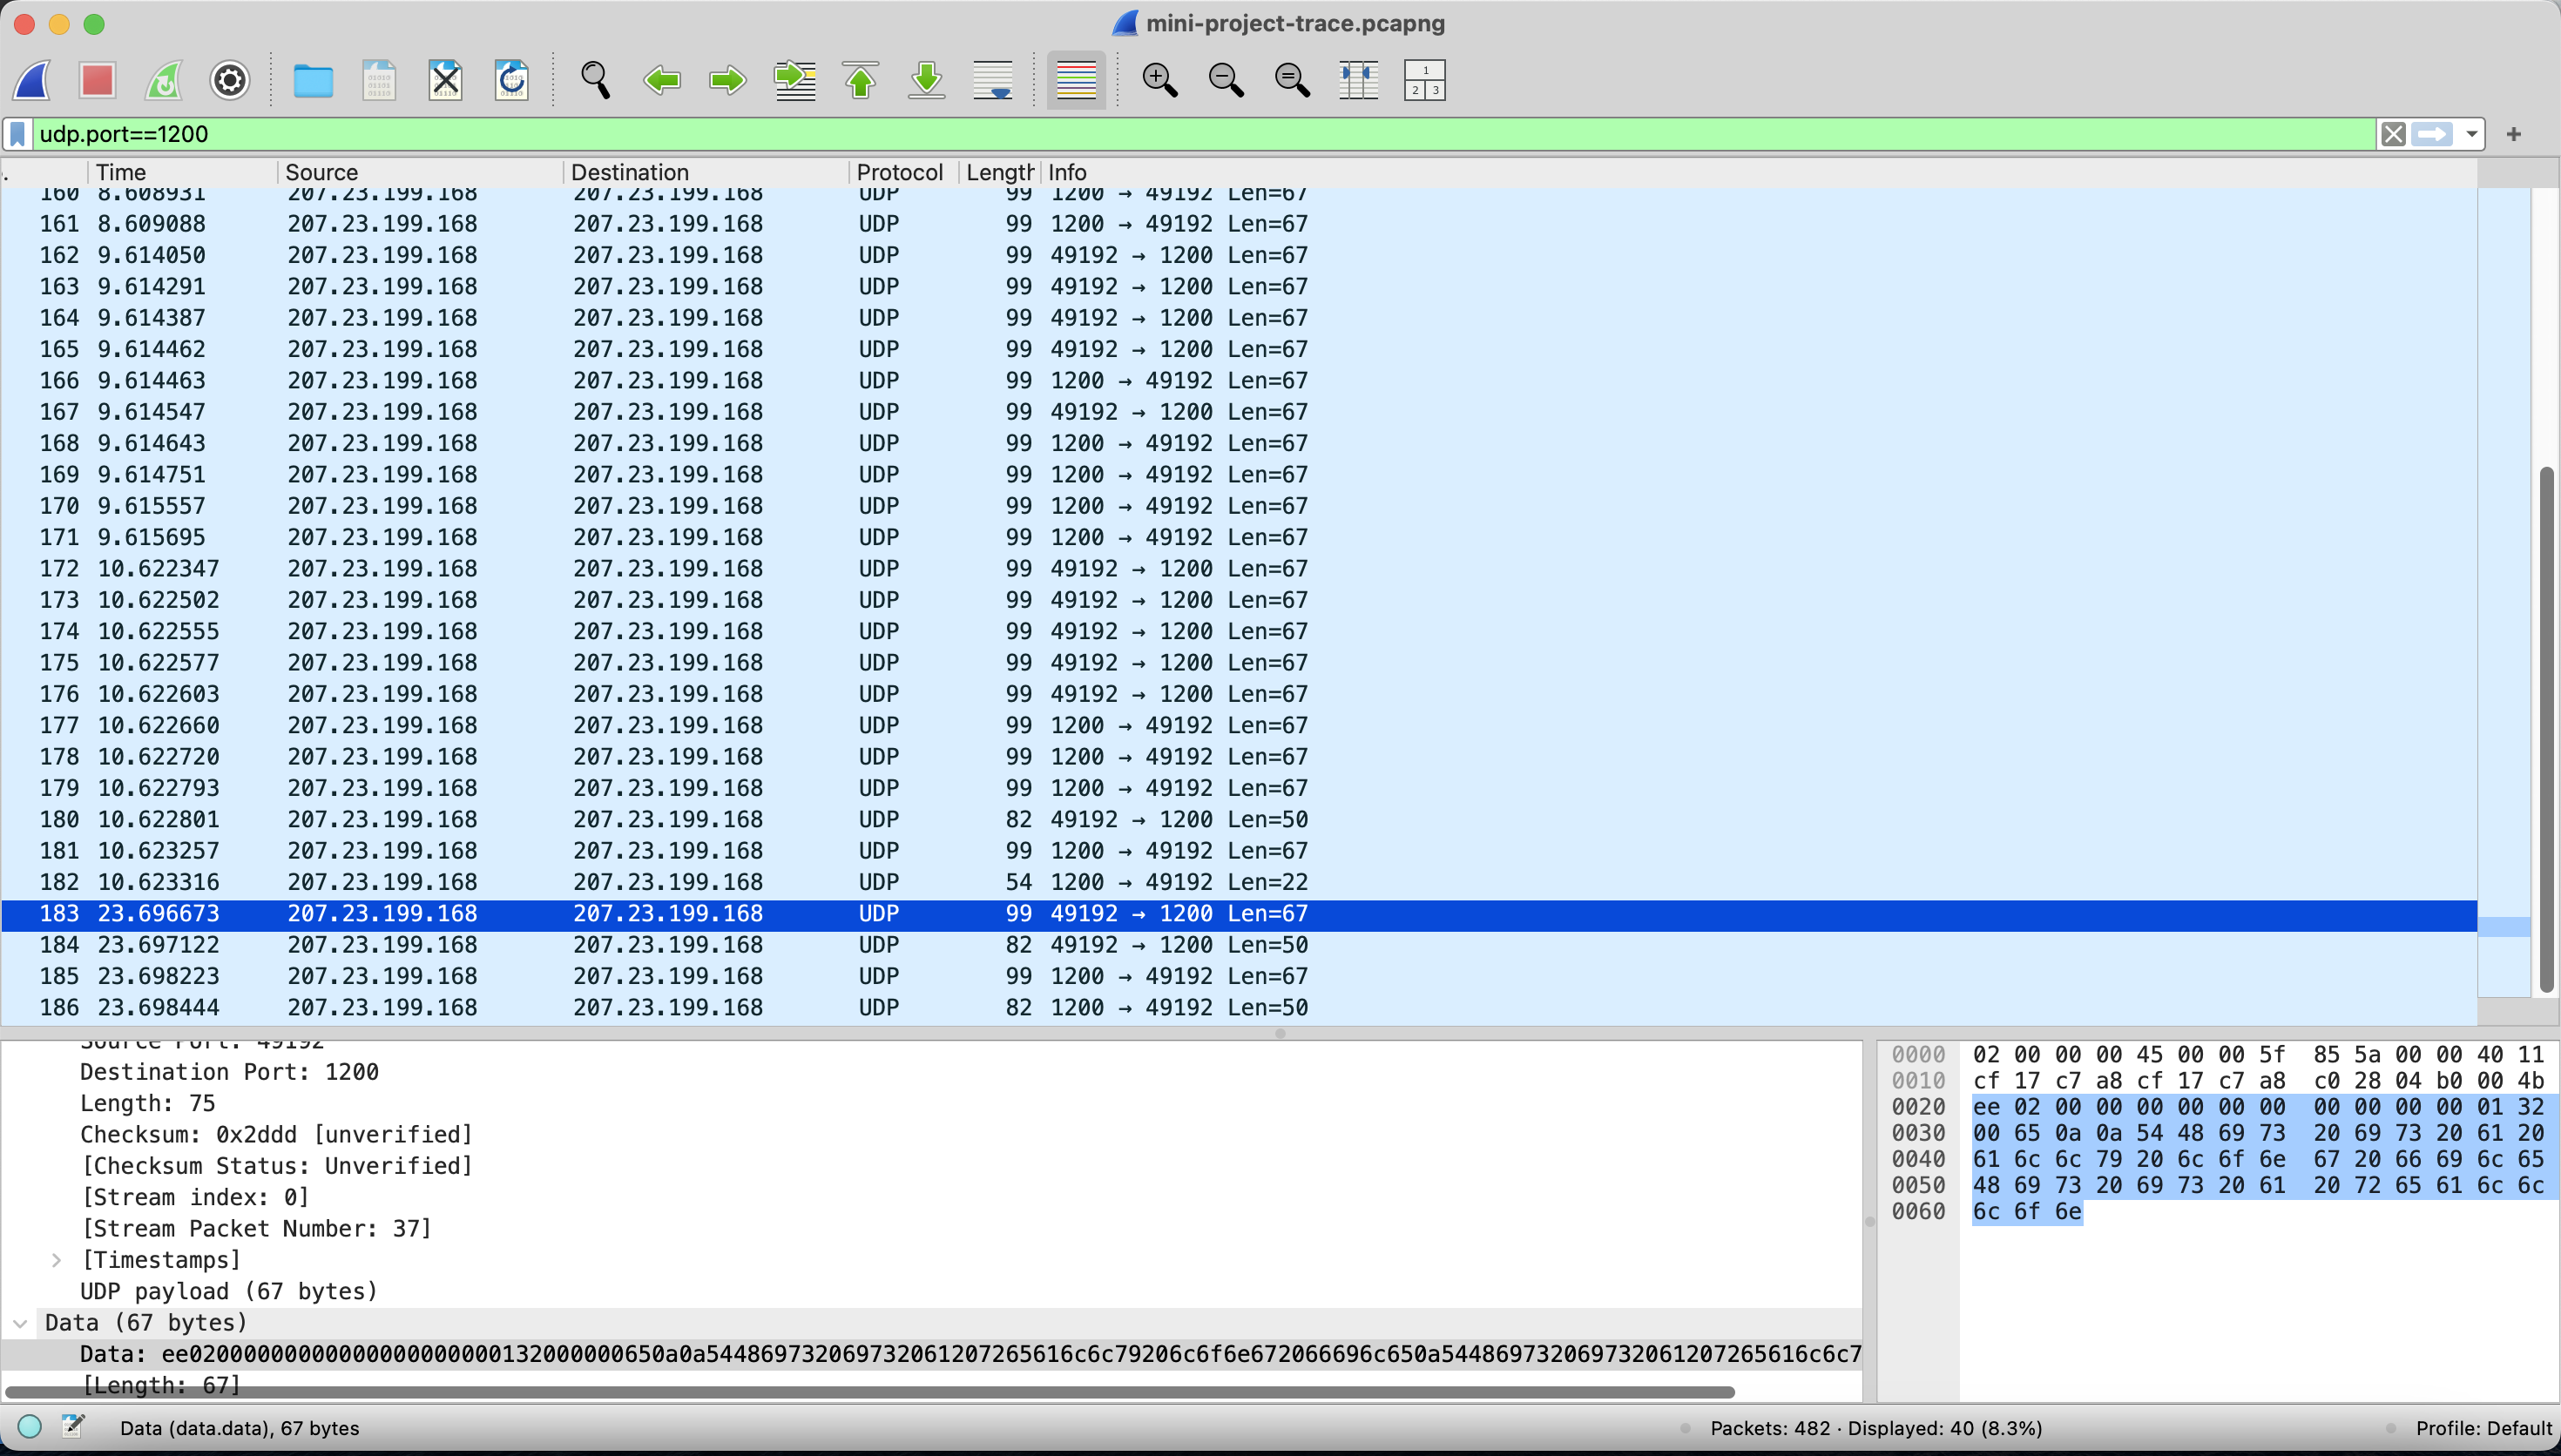 mini-project-trace.pcapng
udp.port==1200
. Time Source Destination Protocol Length Info
160 8.608931 207.23.199.168 207.23.199.168 UDP 99 1200 → 49192 Len=67
161 8.609088 207.23.199.168 207.23.199.168 UDP 99 1200 → 49192 Len=67
162 9.614050 207.23.199.168 207.23.199.168 UDP 99 49192 → 1200 Len=67
163 9.614291 207.23.199.168 207.23.199.168 UDP 99 49192 → 1200 Len=67
164 9.614387 207.23.199.168 207.23.199.168 UDP 99 49192 → 1200 Len=67
165 9.614462 207.23.199.168 207.23.199.168 UDP 99 49192 → 1200 Len=67
166 9.614463 207.23.199.168 207.23.199.168 UDP 99 1200 → 49192 Len=67
167 9.614547 207.23.199.168 207.23.199.168 UDP 99 49192 → 1200 Len=67
168 9.614643 207.23.199.168 207.23.199.168 UDP 99 1200 → 49192 Len=67
169 9.614751 207.23.199.168 207.23.199.168 UDP 99 1200 → 49192 Len=67
170 9.615557 207.23.199.168 207.23.199.168 UDP 99 1200 → 49192 Len=67
171 9.615695 207.23.199.168 207.23.199.168 UDP 99 1200 → 49192 Len=67
172 10.622347 207.23.199.168 207.23.199.168 UDP 99 49192 → 1200 Len=67
173 10.622502 207.23.199.168 207.23.199.168 UDP 99 49192 → 1200 Len=67
174 10.622555 207.23.199.168 207.23.199.168 UDP 99 49192 → 1200 Len=67
175 10.622577 207.23.199.168 207.23.199.168 UDP 99 49192 → 1200 Len=67
176 10.622603 207.23.199.168 207.23.199.168 UDP 99 49192 → 1200 Len=67
177 10.622660 207.23.199.168 207.23.199.168 UDP 99 1200 → 49192 Len=67
178 10.622720 207.23.199.168 207.23.199.168 UDP 99 1200 → 49192 Len=67
179 10.622793 207.23.199.168 207.23.199.168 UDP 99 1200 → 49192 Len=67
180 10.622801 207.23.199.168 207.23.199.168 UDP 82 49192 → 1200 Len=50
181 10.623257 207.23.199.168 207.23.199.168 UDP 99 1200 → 49192 Len=67
182 10.623316 207.23.199.168 207.23.199.168 UDP 54 1200 → 49192 Len=22
183 23.696673 207.23.199.168 207.23.199.168 UDP 99 49192 → 1200 Len=67
184 23.697122 207.23.199.168 207.23.199.168 UDP 82 49192 → 1200 Len=50
185 23.698223 207.23.199.168 207.23.199.168 UDP 99 1200 → 49192 Len=67
186 23.698444 207.23.199.168 207.23.199.168 UDP 82 1200 → 49192 Len=50
Source Port: 49192
Destination Port: 1200
Length: 75
Checksum: 0x2ddd [unverified]
[Checksum Status: Unverified]
[Stream index: 0]
[Stream Packet Number: 37]
[Timestamps]
UDP payload (67 bytes)
Data (67 bytes)
Data: ee0200000000000000000000000132000000650a0a544869732069732061207265616c6c79206c6f6e672066696c650a544869732069732061207265616c6c7
[Length: 67]
0000 02 00 00 00 45 00 00 5f 85 5a 00 00 40 11
0010 cf 17 c7 a8 cf 17 c7 a8 c0 28 04 b0 00 4b
0020 ee 02 00 00 00 00 00 00 00 00 00 00 01 32
0030 00 65 0a 0a 54 48 69 73 20 69 73 20 61 20
0040 61 6c 6c 79 20 6c 6f 6e 67 20 66 69 6c 65
0050 48 69 73 20 69 73 20 61 20 72 65 61 6c 6c
0060 6c 6f 6e
Data (data.data), 67 bytes
Packets: 482 · Displayed: 40 (8.3%)
Profile: Default